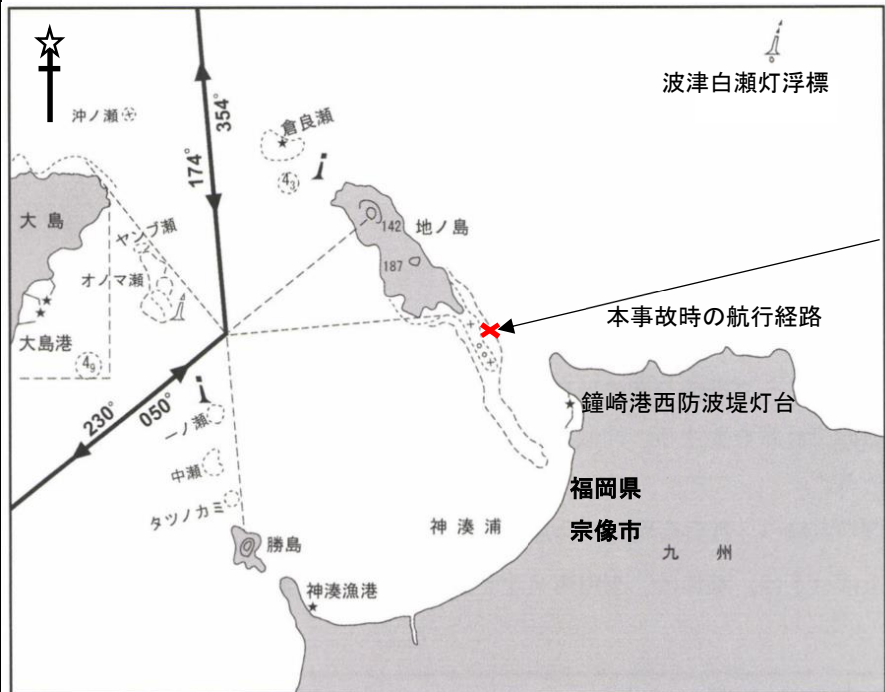 波津白瀬灯浮標
沖ノ瀬
倉良瀬
354°
174°
4₃
大島
142
地ノ島
ヤンブ瀬
187
オノマ瀬
本事故時の航行経路
大島港
4₉
鐘崎港西防波堤灯台
230°
050°
一ノ瀬
中瀬
福岡県
タツノカミ
神湊浦
宗像市
勝島
九州
神湊漁港